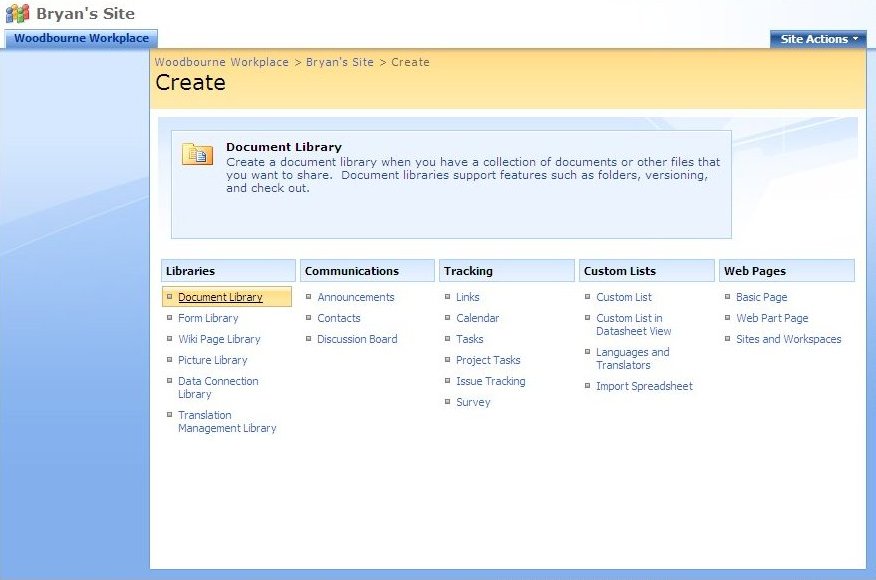 Bryan's Site
Woodbourne Workplace
Site Actions
Woodbourne Workplace > Bryan's Site > Create
Create
Document Library
Create a document library when you have a collection of documents or other files that
you want to share.  Document libraries support features such as folders, versioning,
and check out.
Libraries
Document Library
Form Library
Wiki Page Library
Picture Library
Data Connection
Library
Translation
Management Library
Communications
Announcements
Contacts
Discussion Board
Tracking
Links
Calendar
Tasks
Project Tasks
Issue Tracking
Survey
Custom Lists
Custom List
Custom List in
Datasheet View
Languages and
Translators
Import Spreadsheet
Web Pages
Basic Page
Web Part Page
Sites and Workspaces